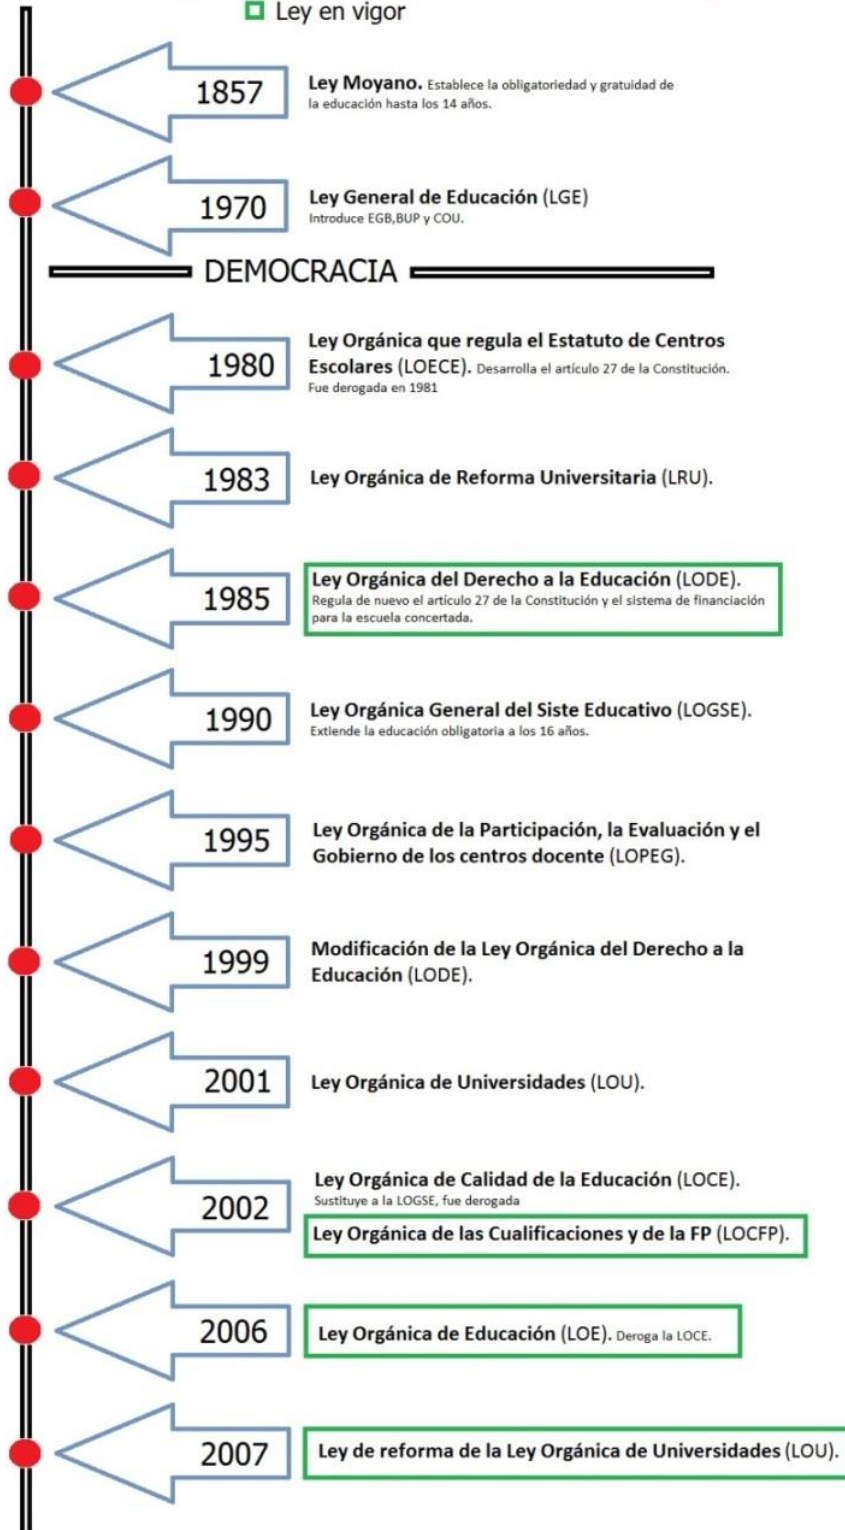 Ley en vigor
1857
Ley Moyano. Establece la obligatoriedad y gratuidad de
la educación hasta los 14 años.
1970
Ley General de Educación (LGE)
Introduce EGB,BUP y COU.
DEMOCRACIA
1980
Ley Orgánica que regula el Estatuto de Centros
Escolares (LOECE). Desarrolla el artículo 27 de la Constitución.
Fue derogada en 1981
1983
Ley Orgánica de Reforma Universitaria (LRU).
1985
Ley Orgánica del Derecho a la Educación (LODE).
Regula de nuevo el artículo 27 de la Constitución y el sistema de financiación
para la escuela concertada.
1990
Ley Orgánica General del Siste Educativo (LOGSE).
Extiende la educación obligatoria a los 16 años.
1995
Ley Orgánica de la Participación, la Evaluación y el
Gobierno de los centros docente (LOPEG).
1999
Modificación de la Ley Orgánica del Derecho a la
Educación (LODE).
2001
Ley Orgánica de Universidades (LOU).
2002
Ley Orgánica de Calidad de la Educación (LOCE).
Sustituye a la LOGSE, fue derogada
Ley Orgánica de las Cualificaciones y de la FP (LOCFP).
2006
Ley Orgánica de Educación (LOE). Deroga la LOCE.
2007
Ley de reforma de la Ley Orgánica de Universidades (LOU).